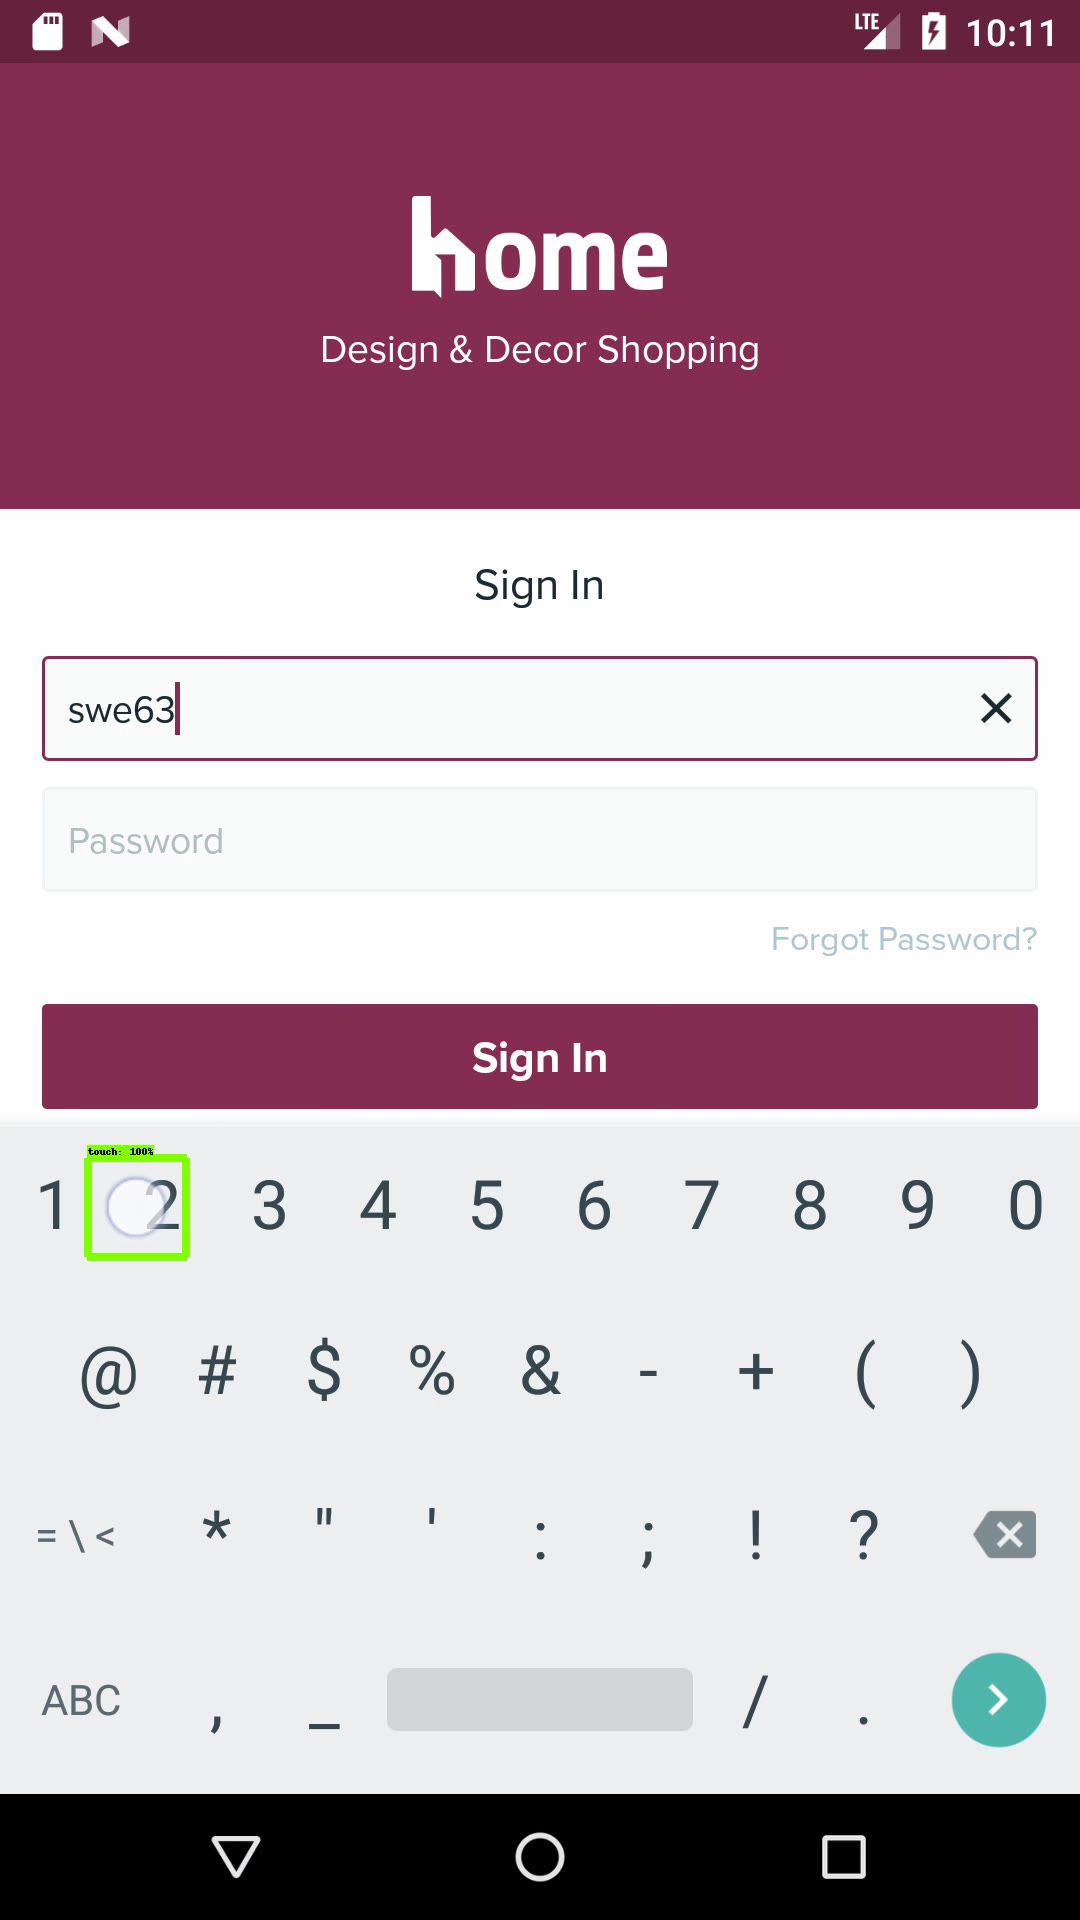 LTE 10:11
home
Design & Decor Shopping
Sign In
swe63
Password
Forgot Password?
Sign In
touch: 100%
1 2 3 4 5 6 7 8 9 0
@ # $ % & - + ( )
= \ < * " ' : ; ! ?
ABC , _ / .